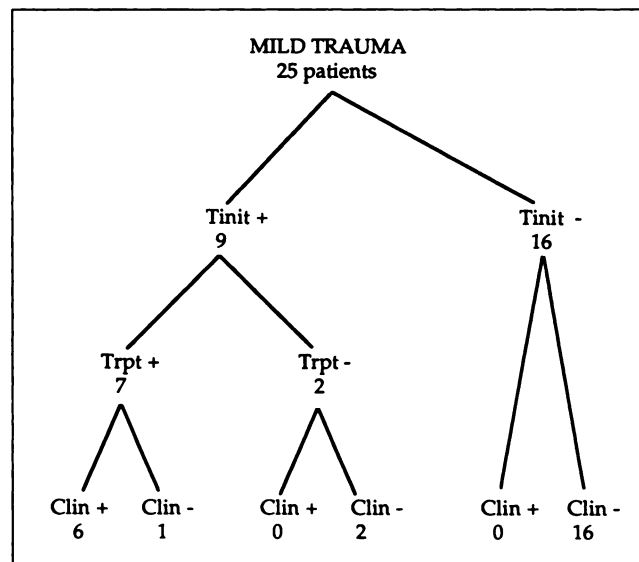 MILD TRAUMA
25 patients
Tinit + Tinit -
9 16
Trpt + Trpt -
7 2
Clin + Clin - Clin + Clin - Clin + Clin -
6 1 0 2 0 16